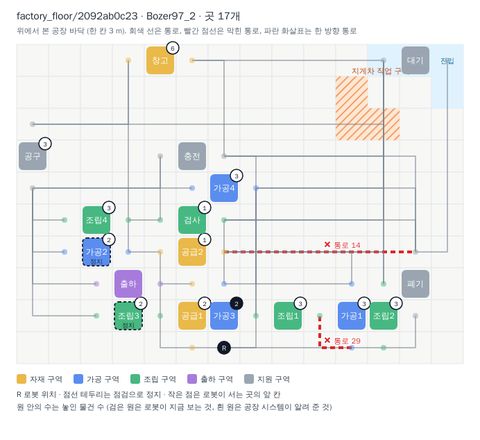 factory_floor/2092ab0c23 · Bozer97_2 · 곳 17개
위에서 본 공장 바닥 (한 칸 3 m). 회색 선은 통로, 빨간 점선은 막힌 통로, 파란 화살표는 한 방향 통로
창고
대기
지게차 작업 구
3
공구
충전
가공4 3
조립4 3
검사 1
가공2 2
정지
공급2 1
✕ 통로 14
출하
폐기
조립3 2
정지
공급1 2
가공3 2
조립1 3
가공1 3
조립2 3
✕ 통로 29
R
자재 구역 가공 구역 조립 구역 출하 구역 지원 구역
R 로봇 위치 · 점선 테두리는 점검으로 정지 · 작은 점은 로봇이 서는 곳의 앞 칸
원 안의 수는 놓인 물건 수 (검은 원은 로봇이 지금 보는 것, 흰 원은 공장 시스템이 알려 준 것)